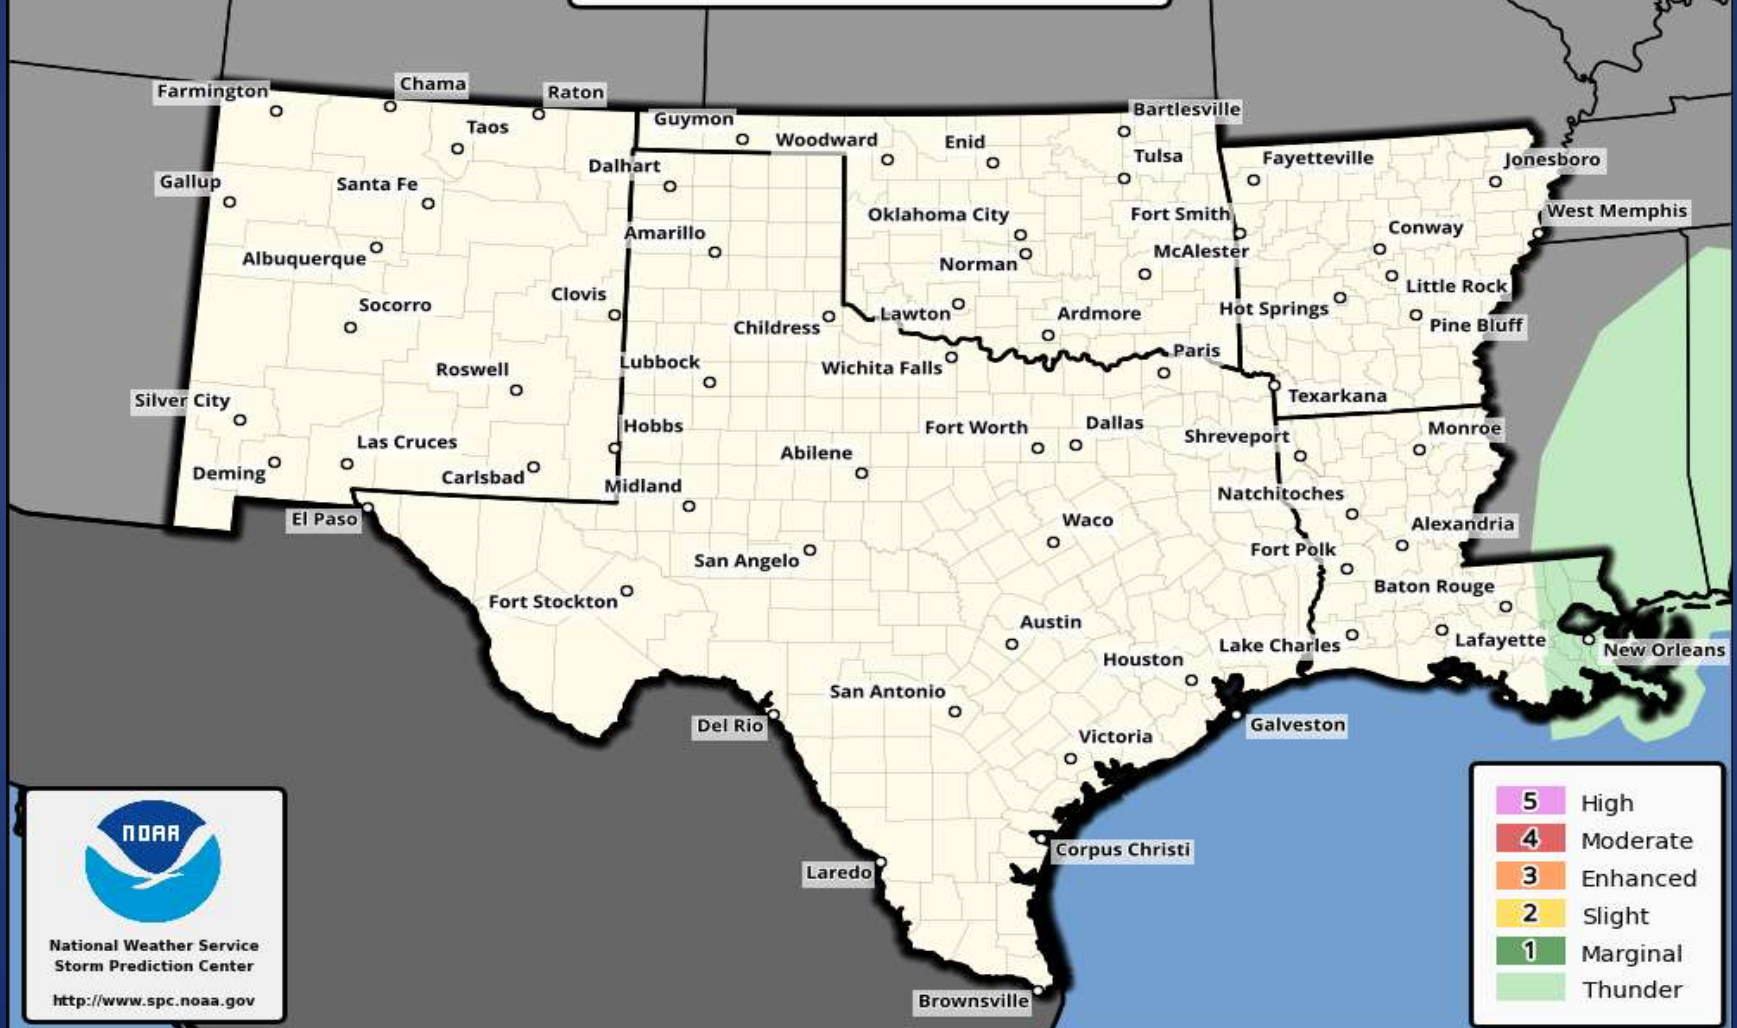 Farmington
Chama
Raton
Taos
Guymon
Woodward
Enid
Bartlesville
Tulsa
Fayetteville
Jonesboro
Gallup
Santa Fe
Dalhart
Oklahoma City
Fort Smith
Conway
West Memphis
Albuquerque
Amarillo
Norman
McAlester
Little Rock
Socorro
Clovis
Childress
Lawton
Ardmore
Hot Springs
Pine Bluff
Roswell
Lubbock
Wichita Falls
Paris
Texarkana
Silver City
Las Cruces
Hobbs
Abilene
Fort Worth
Dallas
Shreveport
Monroe
Deming
Carlsbad
Midland
Natchitoches
El Paso
San Angelo
Waco
Fort Polk
Alexandria
Fort Stockton
Baton Rouge
Austin
Houston
Lake Charles
Lafayette
New Orleans
San Antonio
Del Rio
Victoria
Galveston
Laredo
Corpus Christi
Brownsville
NOAA
National Weather Service
Storm Prediction Center
http://www.spc.noaa.gov
5 High
4 Moderate
3 Enhanced
2 Slight
1 Marginal
Thunder